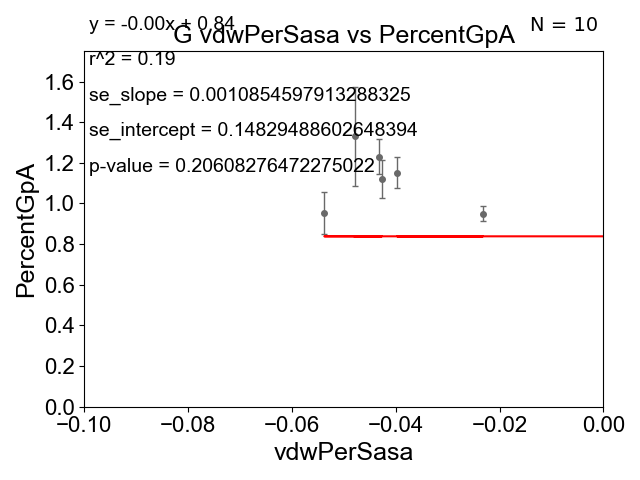 y = -0.00x + 0.84
G vdwPerSasa vs PercentGpA
N = 10
r^2 = 0.19
se_slope = 0.0010854597913288325
se_intercept = 0.14829488602648394
p-value = 0.20608276472275022
PercentGpA
1.6
1.4
1.2
1.0
0.8
0.6
0.4
0.2
0.0
−0.10 −0.08 −0.06 −0.04 −0.02 0.00
vdwPerSasa